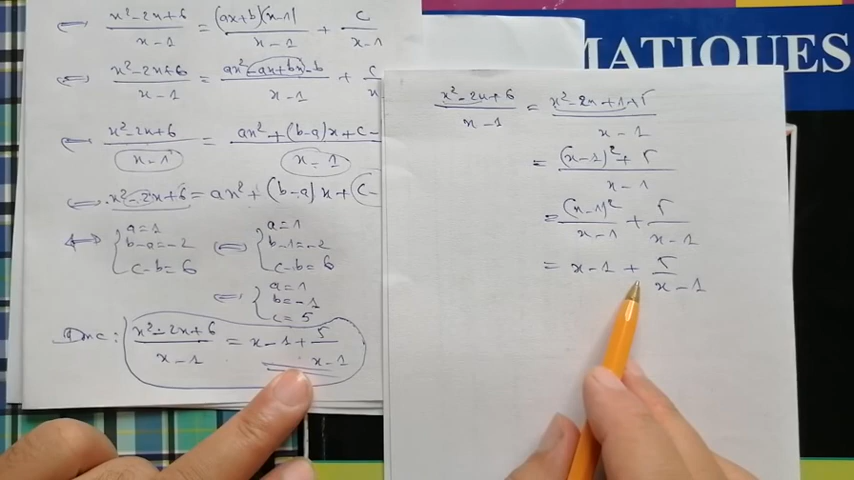 ⇔ x²-2x+6/x-1 = (ax+b)(x-1)/x-1 + c/x-1
⇔ x²-2x+6/x-1 = ax²-ax+bx-b/x-1 + c/x
⇔ x²-2x+6/x-1 = ax²+(b-a)x+c-/x-1
⇔ x²-2x+6 = ax²+(b-a)x+(c-
⇔ { a=1 ⇔ { a=1
b-a=-2 b-1=-2
c-b=6 c-b=6
⇔ { a=1
b=-1
c=5
Donc: x²-2x+6/x-1 = x-1+5/x-1
MATIQUES
x²-2x+6/x-1 = x²-2x+1+5/x-1
= (x-1)²+5/x-1
= (x-1)²/x-1 + 5/x-1
= x-1 + 5/x-1